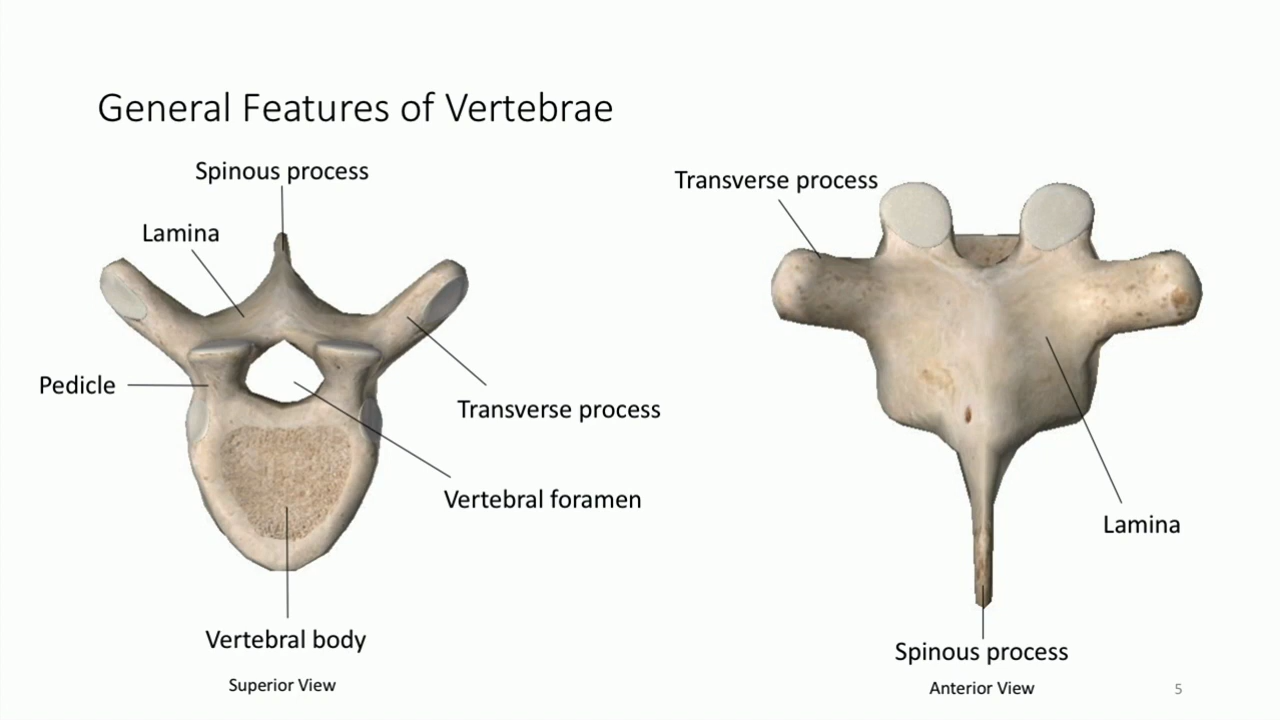 General Features of Vertebrae
Spinous process
Lamina
Pedicle
Transverse process
Vertebral foramen
Vertebral body
Superior View
Transverse process
Lamina
Spinous process
Anterior View
5